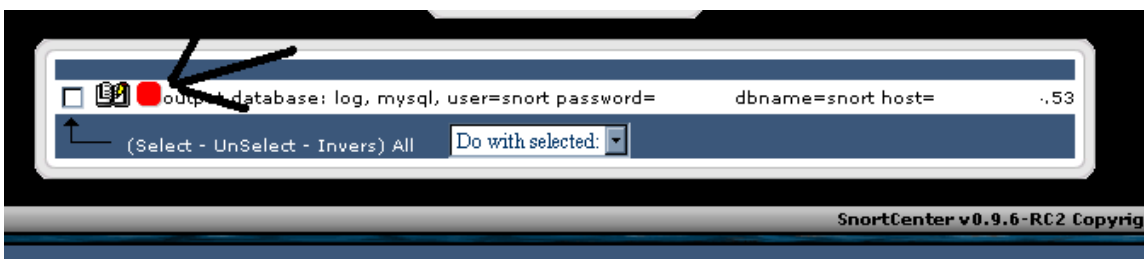 output database: log, mysql, user=snort password= dbname=snort host= .53
(Select - UnSelect - Invers) All Do with selected:
SnortCenter v0.9.6-RC2 Copyrig